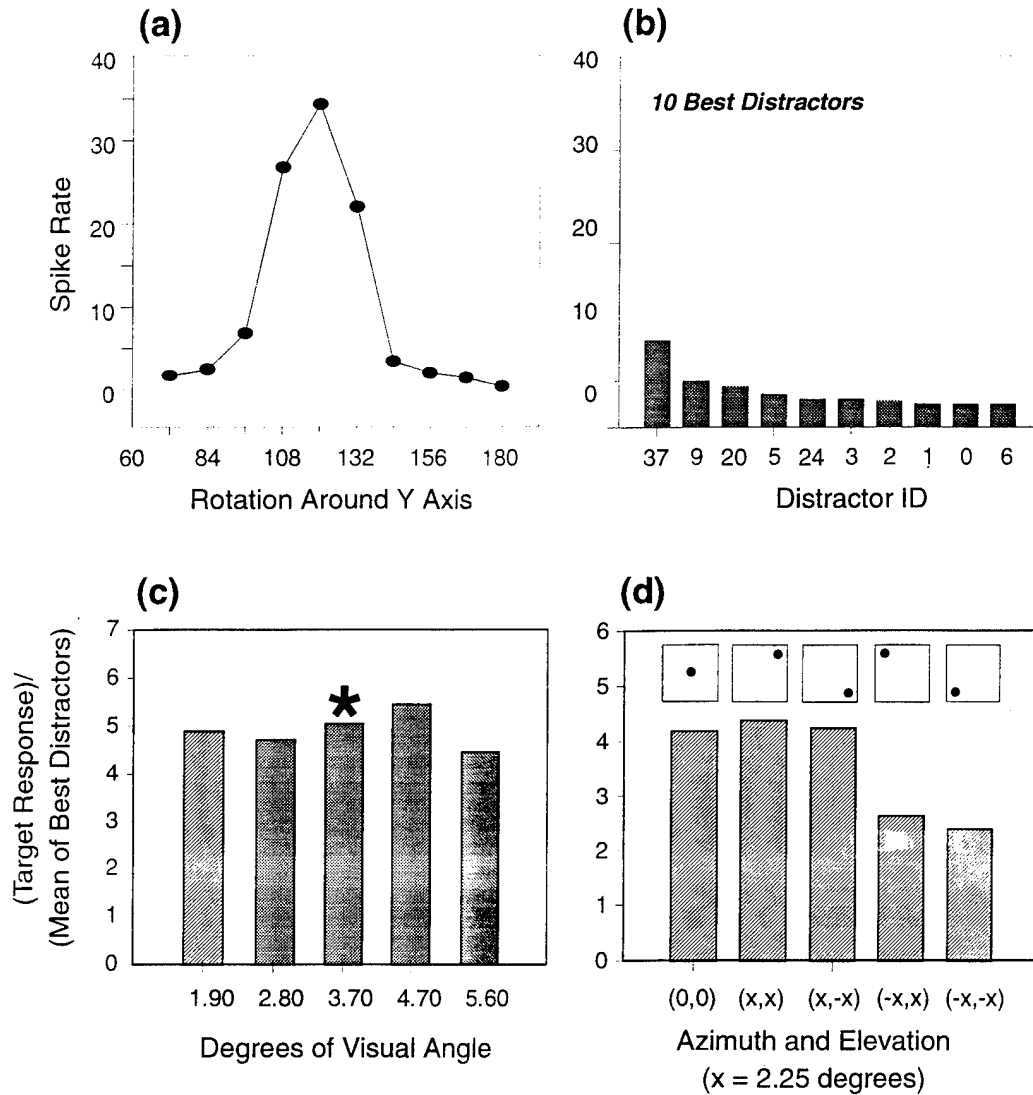 (a)
40
30
20
10
0
Spike Rate
60 84 108 132 156 180
Rotation Around Y Axis
(b)
40
30
20
10
0
10 Best Distractors
37 9 20 5 24 3 2 1 0 6
Distractor ID
(c)
7
6
5
4
3
2
1
0
(Target Response)/
(Mean of Best Distractors)
*
1.90 2.80 3.70 4.70 5.60
Degrees of Visual Angle
(d)
6
5
4
3
2
1
0
(0,0) (x,x) (x,-x) (-x,x) (-x,-x)
Azimuth and Elevation
(x = 2.25 degrees)